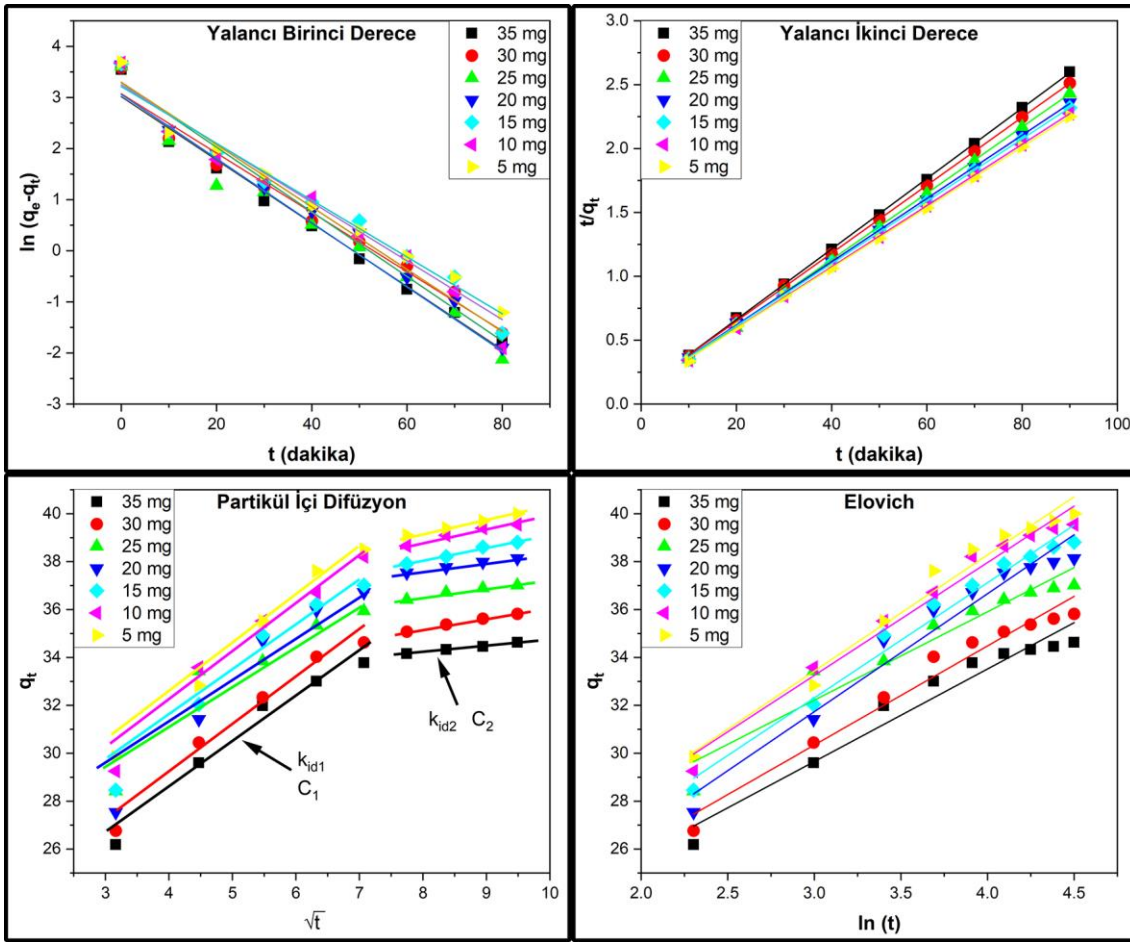 Yalancı Birinci Derece
35 mg
30 mg
25 mg
20 mg
15 mg
10 mg
5 mg
4
3
2
1
0
-1
-2
-3
ln (qe-qt)
0 20 40 60 80
t (dakika)
Yalancı İkinci Derece
35 mg
30 mg
25 mg
20 mg
15 mg
10 mg
5 mg
3.0
2.5
2.0
1.5
1.0
0.5
0.0
t/qt
0 20 40 60 80 100
t (dakika)
Partikül İçi Difüzyon
35 mg
30 mg
25 mg
20 mg
15 mg
10 mg
5 mg
40
38
36
34
32
30
28
26
qt
kid2 C2
kid1
C1
3 4 5 6 7 8 9 10
√t
Elovich
35 mg
30 mg
25 mg
20 mg
15 mg
10 mg
5 mg
40
38
36
34
32
30
28
26
qt
2.0 2.5 3.0 3.5 4.0 4.5
ln (t)